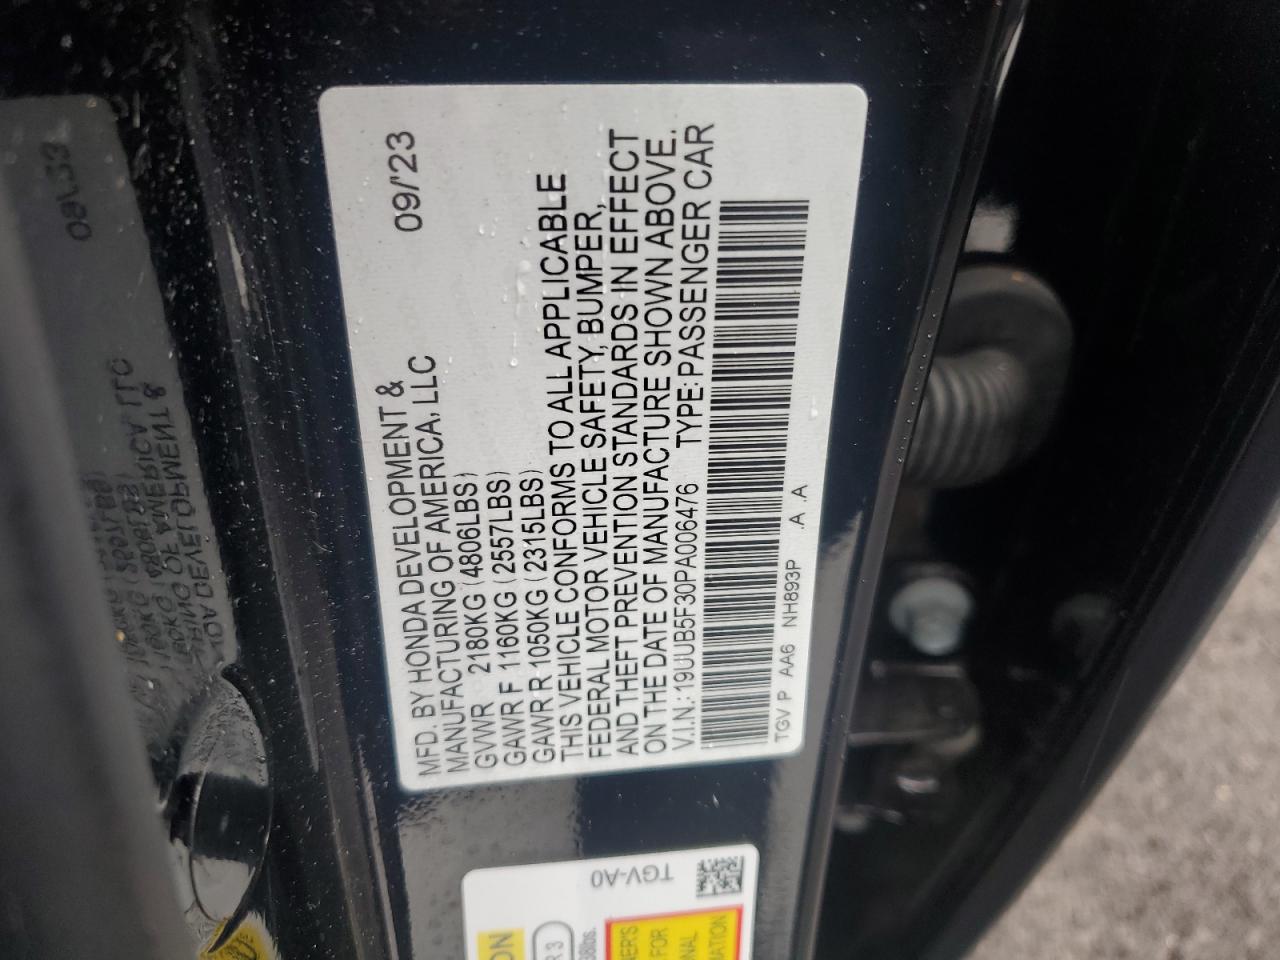 09/'23
MFD. BY HONDA DEVELOPMENT &
MANUFACTURING OF AMERICA, LLC
GVWR 2180KG (4806LBS)
GAWR F 1160KG (2557LBS)
GAWR R 1050KG (2315LBS)
THIS VEHICLE CONFORMS TO ALL APPLICABLE
FEDERAL MOTOR VEHICLE SAFETY, BUMPER,
AND THEFT PREVENTION STANDARDS IN EFFECT
ON THE DATE OF MANUFACTURE SHOWN ABOVE.
V.I.N.: 19UUB5F30PA006476 TYPE: PASSENGER CAR
TGV P AA6 NH893P .A .A
TGV-A0